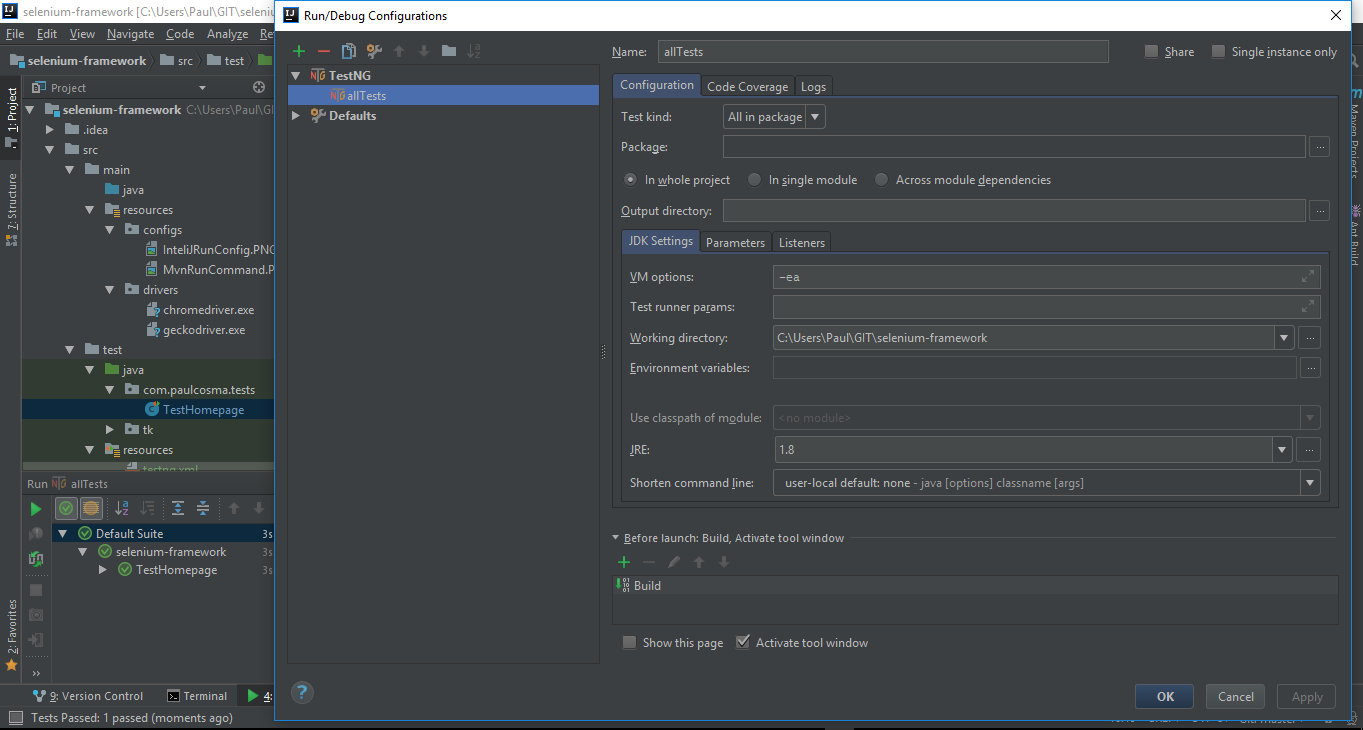 selenium-framework [C:\Users\Paul\GIT\seleni
File Edit View Navigate Code Analyze Re
selenium-framework src test
Project
selenium-framework C:\Users\Paul\GI
.idea
src
main
java
resources
configs
InteliJRunConfig.PNG
MvnRunCommand.P
drivers
chromedriver.exe
geckodriver.exe
test
java
com.paulcosma.tests
TestHomepage
tk
resources
testng.xml
1: Project
7: Structure
2: Favorites
Run allTests
Default Suite 3s
selenium-framework 3s
TestHomepage 3s
9: Version Control Terminal 4:
Tests Passed: 1 passed (moments ago)
Run/Debug Configurations
TestNG
allTests
Defaults
Name: allTests Share Single instance only
Configuration Code Coverage Logs
Test kind: All in package
Package:
In whole project In single module Across module dependencies
Output directory:
JDK Settings Parameters Listeners
VM options: -ea
Test runner params:
Working directory: C:\Users\Paul\GIT\selenium-framework
Environment variables:
Use classpath of module: <no module>
JRE: 1.8
Shorten command line: user-local default: none - java [options] classname [args]
Before launch: Build, Activate tool window
Build
Show this page Activate tool window
OK Cancel Apply
Maven Projects
Ant Build